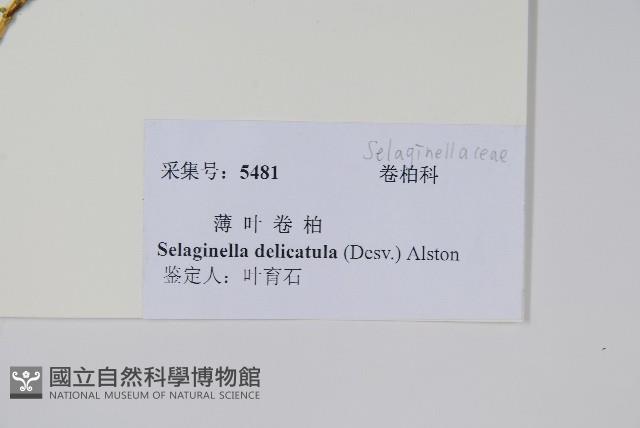 Selaginellaceae
采集号：5481 卷柏科
薄叶卷柏
Selaginella delicatula (Desv.) Alston
鉴定人：叶育石
國立自然科學博物館
NATIONAL MUSEUM OF NATURAL SCIENCE